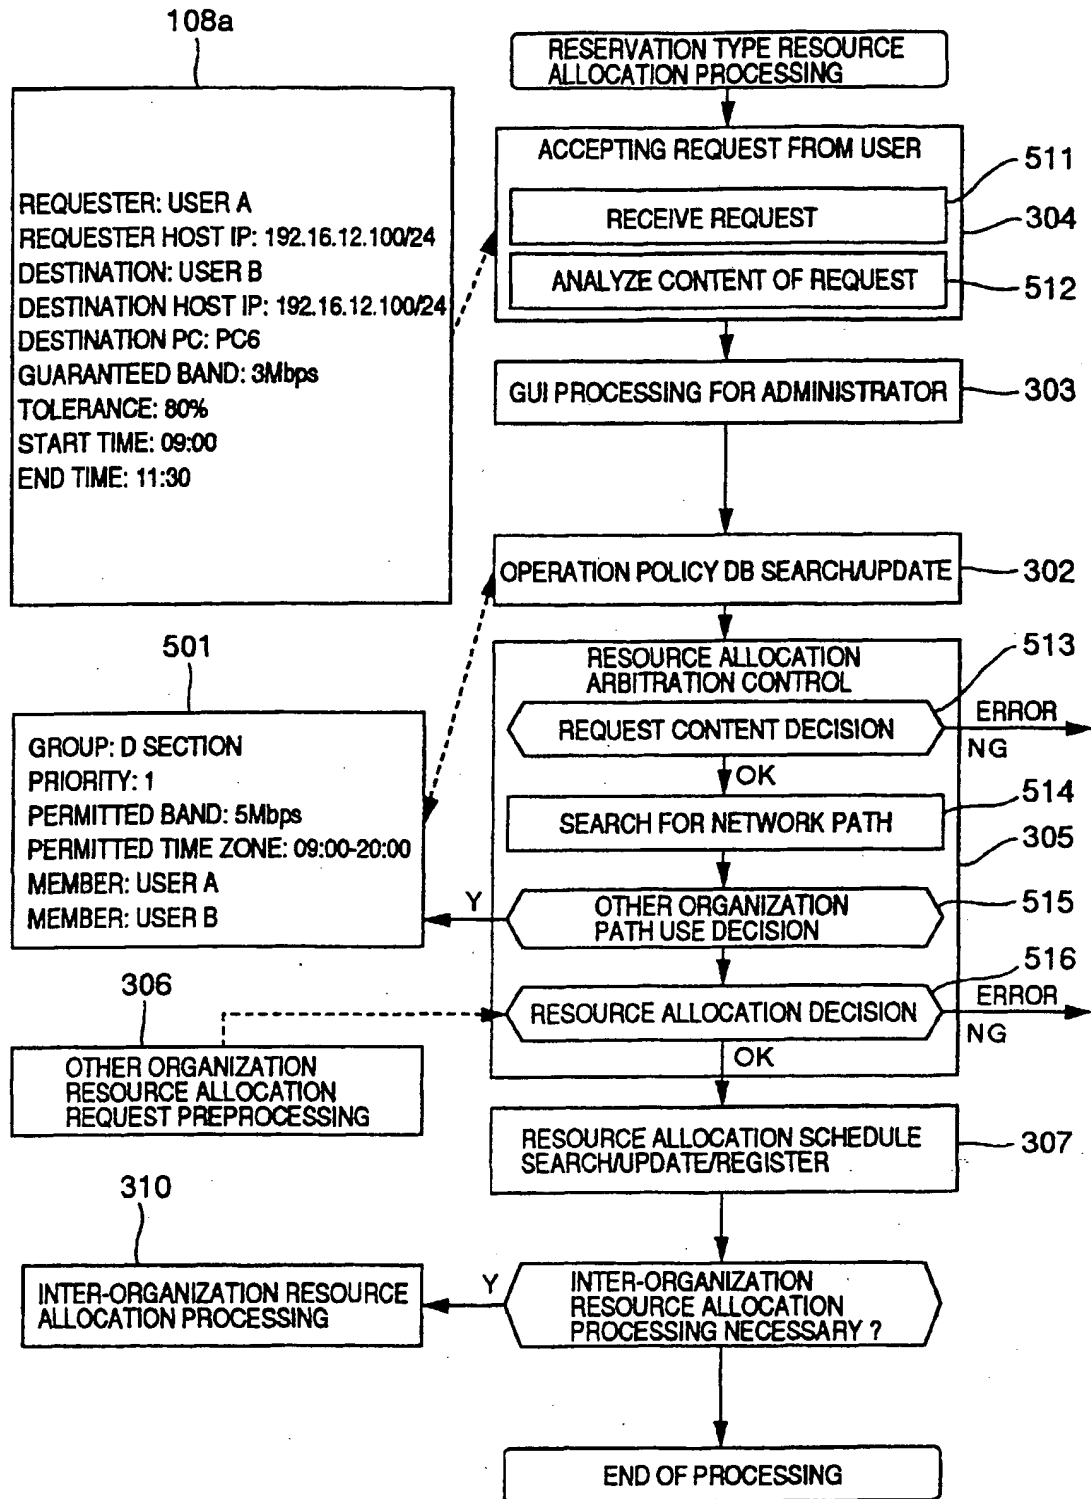 108a
RESERVATION TYPE RESOURCE
ALLOCATION PROCESSING
REQUESTER: USER A
REQUESTER HOST IP: 192.16.12.100/24
DESTINATION: USER B
DESTINATION HOST IP: 192.16.12.100/24
DESTINATION PC: PC6
GUARANTEED BAND: 3Mbps
TOLERANCE: 80%
START TIME: 09:00
END TIME: 11:30
ACCEPTING REQUEST FROM USER
511
RECEIVE REQUEST
304
ANALYZE CONTENT OF REQUEST
512
GUI PROCESSING FOR ADMINISTRATOR
303
OPERATION POLICY DB SEARCH/UPDATE
302
501
GROUP: D SECTION
PRIORITY: 1
PERMITTED BAND: 5Mbps
PERMITTED TIME ZONE: 09:00-20:00
MEMBER: USER A
MEMBER: USER B
RESOURCE ALLOCATION
ARBITRATION CONTROL
513
REQUEST CONTENT DECISION
ERROR
NG
OK
514
SEARCH FOR NETWORK PATH
305
Y
OTHER ORGANIZATION
PATH USE DECISION
515
516
306
RESOURCE ALLOCATION DECISION
ERROR
NG
OK
OTHER ORGANIZATION
RESOURCE ALLOCATION
REQUEST PREPROCESSING
RESOURCE ALLOCATION SCHEDULE
SEARCH/UPDATE/REGISTER
307
310
INTER-ORGANIZATION RESOURCE
ALLOCATION PROCESSING
Y
INTER-ORGANIZATION
RESOURCE ALLOCATION
PROCESSING NECESSARY ?
END OF PROCESSING